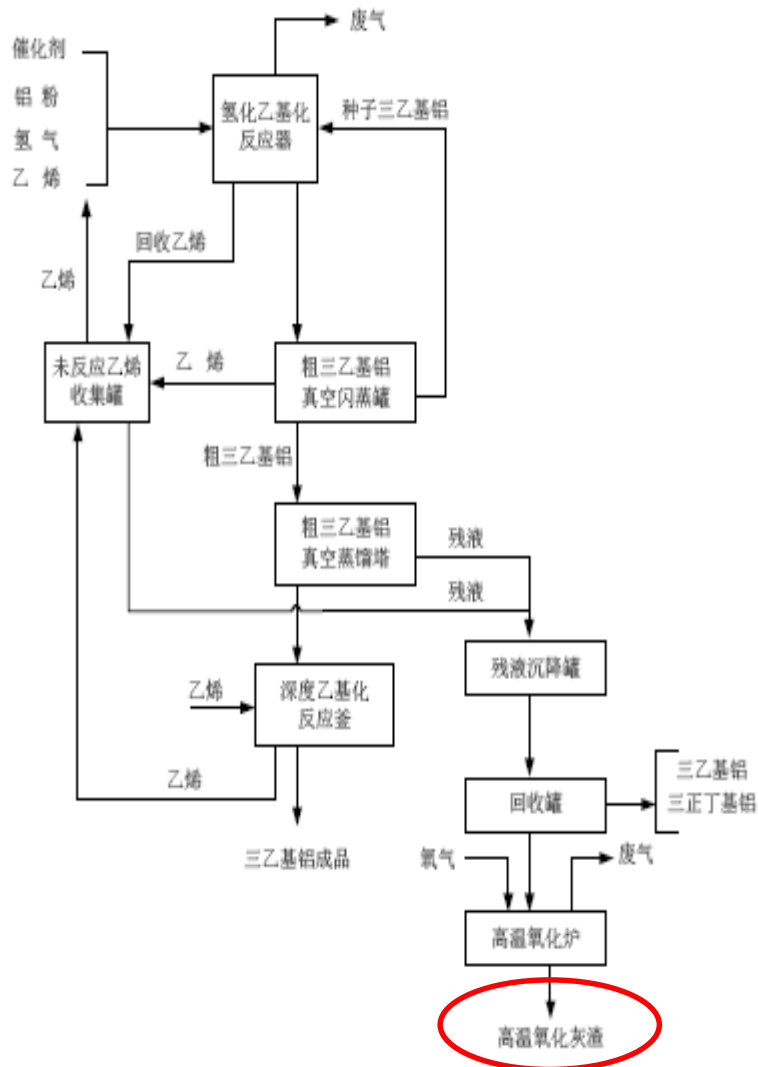 废气
催化剂
铝 粉
氢 气
乙 烯
氢化乙基化
反应器
种子三乙基铝
回收乙烯
乙烯
未反应乙烯
收集罐
乙 烯
粗三乙基铝
真空闪蒸罐
粗三乙基铝
粗三乙基铝
真空蒸馏塔
残液
残液
残液沉降罐
乙烯
深度乙基化
反应釜
乙烯
三乙基铝成品
回收罐
三乙基铝
三正丁基铝
氧气
废气
高温氧化炉
高温氧化灰渣